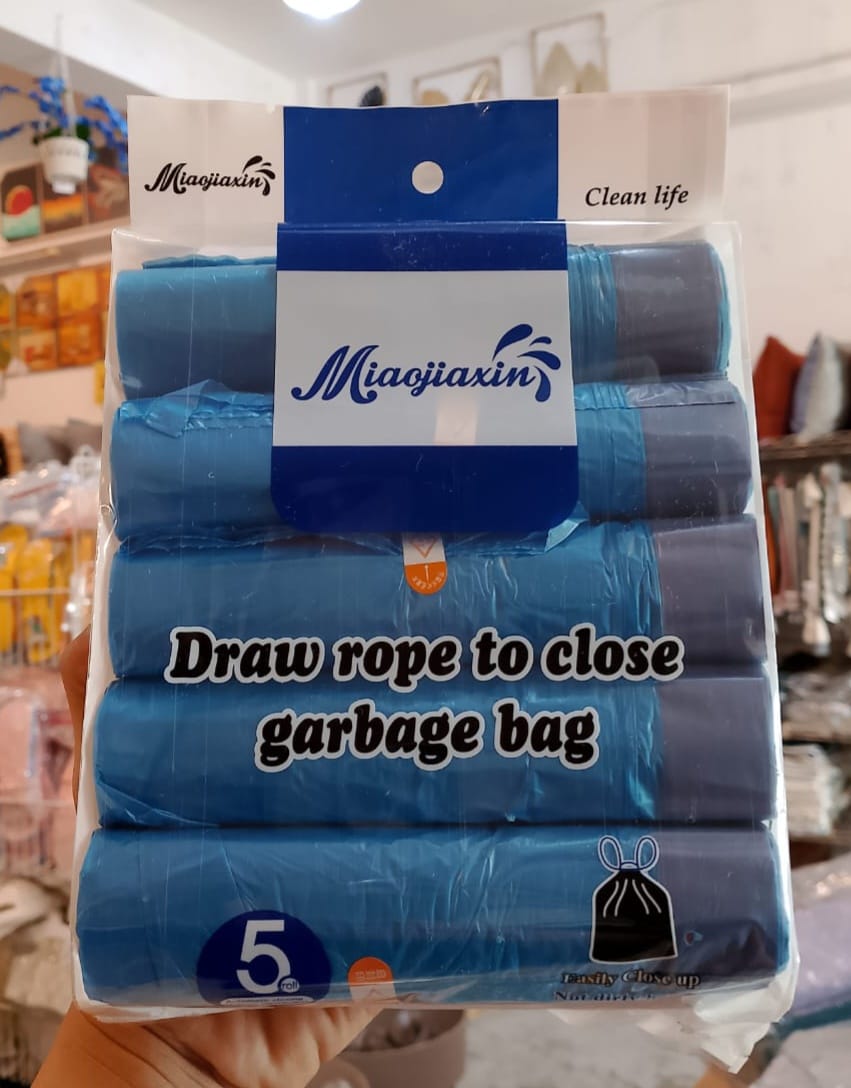 Miaojiaxin
Clean life
Miaojiaxin
Draw rope to close
garbage bag
5
roll
Easily Close up